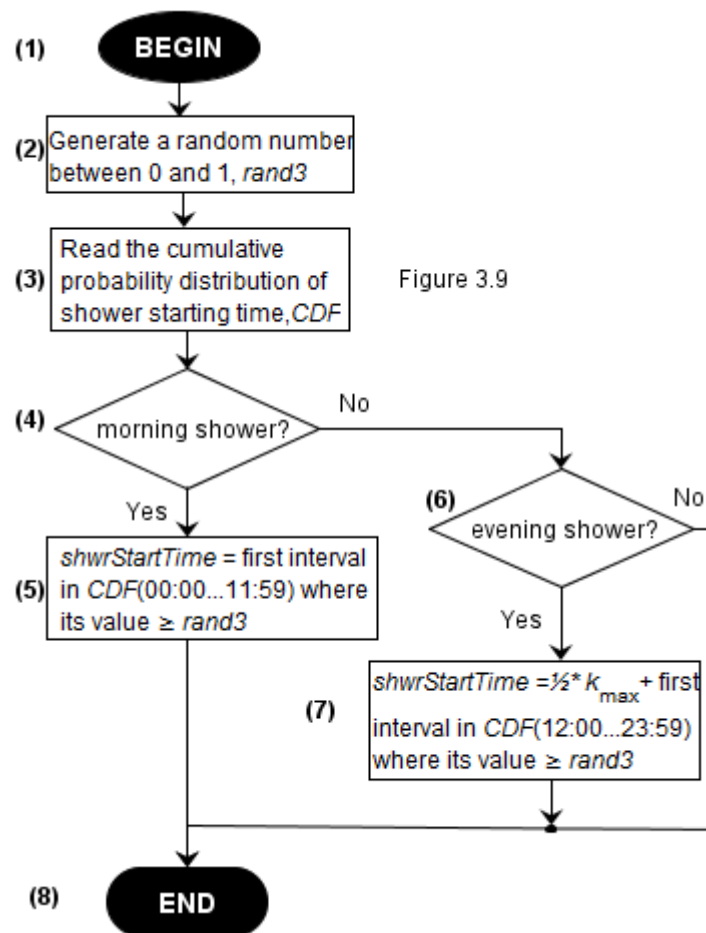 (1) BEGIN
(2) Generate a random number
between 0 and 1, rand3
(3) Read the cumulative
probability distribution of
shower starting time,CDF
Figure 3.9
(4) morning shower?
No
Yes
(6) evening shower?
No
Yes
(5) shwrStartTime = first interval
in CDF(00:00...11:59) where
its value ≥ rand3
(7) shwrStartTime =½* kmax+ first
interval in CDF(12:00...23:59)
where its value ≥ rand3
(8) END